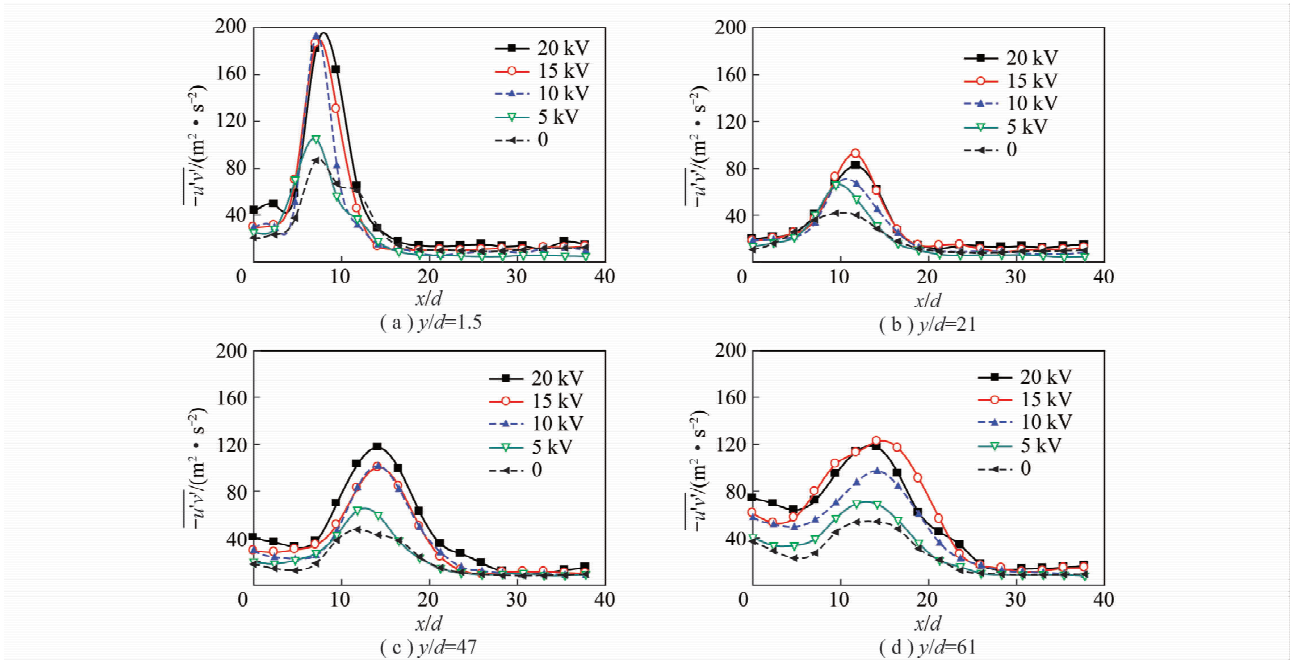 200
160
120
80
40
0
10
20
30
40
-u'v'/(m²·s⁻²)
x/d
20 kV
15 kV
10 kV
5 kV
0
(a) y/d=1.5
200
160
120
80
40
0
10
20
30
40
-u'v'/(m²·s⁻²)
x/d
20 kV
15 kV
10 kV
5 kV
0
(b) y/d=21
200
160
120
80
40
0
10
20
30
40
-u'v'/(m²·s⁻²)
x/d
20 kV
15 kV
10 kV
5 kV
0
(c) y/d=47
200
160
120
80
40
0
10
20
30
40
-u'v'/(m²·s⁻²)
x/d
20 kV
15 kV
10 kV
5 kV
0
(d) y/d=61